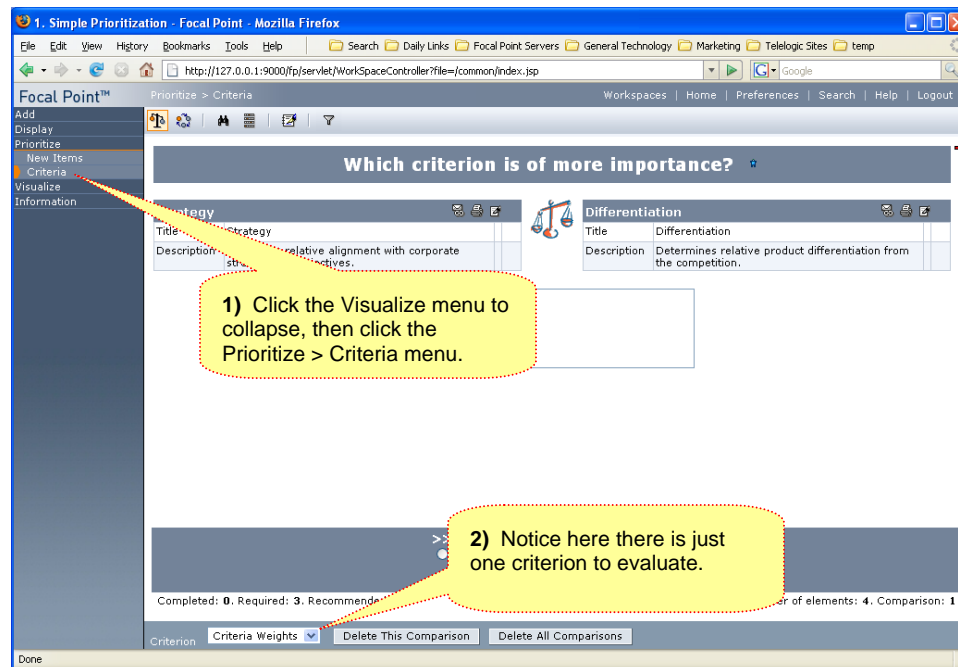 1. Simple Prioritization - Focal Point - Mozilla Firefox
File Edit View History Bookmarks Tools Help Search Daily Links Focal Point Servers General Technology Marketing Telelogic Sites temp
http://127.0.0.1:9000/fp/servlet/WorkSpaceController?file=/common/index.jsp
G Google
Focal Point™ Prioritize > Criteria Workspaces | Home | Preferences | Search | Help | Logout
Add
Display
Prioritize
New Items
Criteria
Visualize
Information
Which criterion is of more importance?
Title Strategy
Description relative alignment with corporate
Differentiation
Title Differentiation
Description Determines relative product differentiation from
the competition.
1) Click the Visualize menu to
collapse, then click the
Prioritize > Criteria menu.
2) Notice here there is just
one criterion to evaluate.
>>
Completed: 0. Required: 3. of elements: 4. Comparison: 1
Criterion Criteria Weights Delete This Comparison Delete All Comparisons
Done